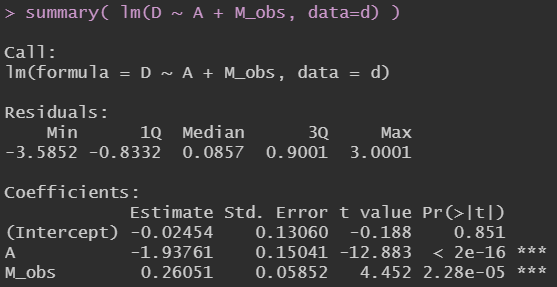 > summary( lm(D ~ A + M_obs, data=d) )
Call:
lm(formula = D ~ A + M_obs, data = d)
Residuals:
    Min      1Q  Median      3Q     Max
-3.5852 -0.8332  0.0857  0.9001  3.0001
Coefficients:
            Estimate Std. Error t value Pr(>|t|)
(Intercept) -0.02454    0.13060  -0.188    0.851
A           -1.93761    0.15041 -12.883  < 2e-16 ***
M_obs        0.26051    0.05852   4.452 2.28e-05 ***